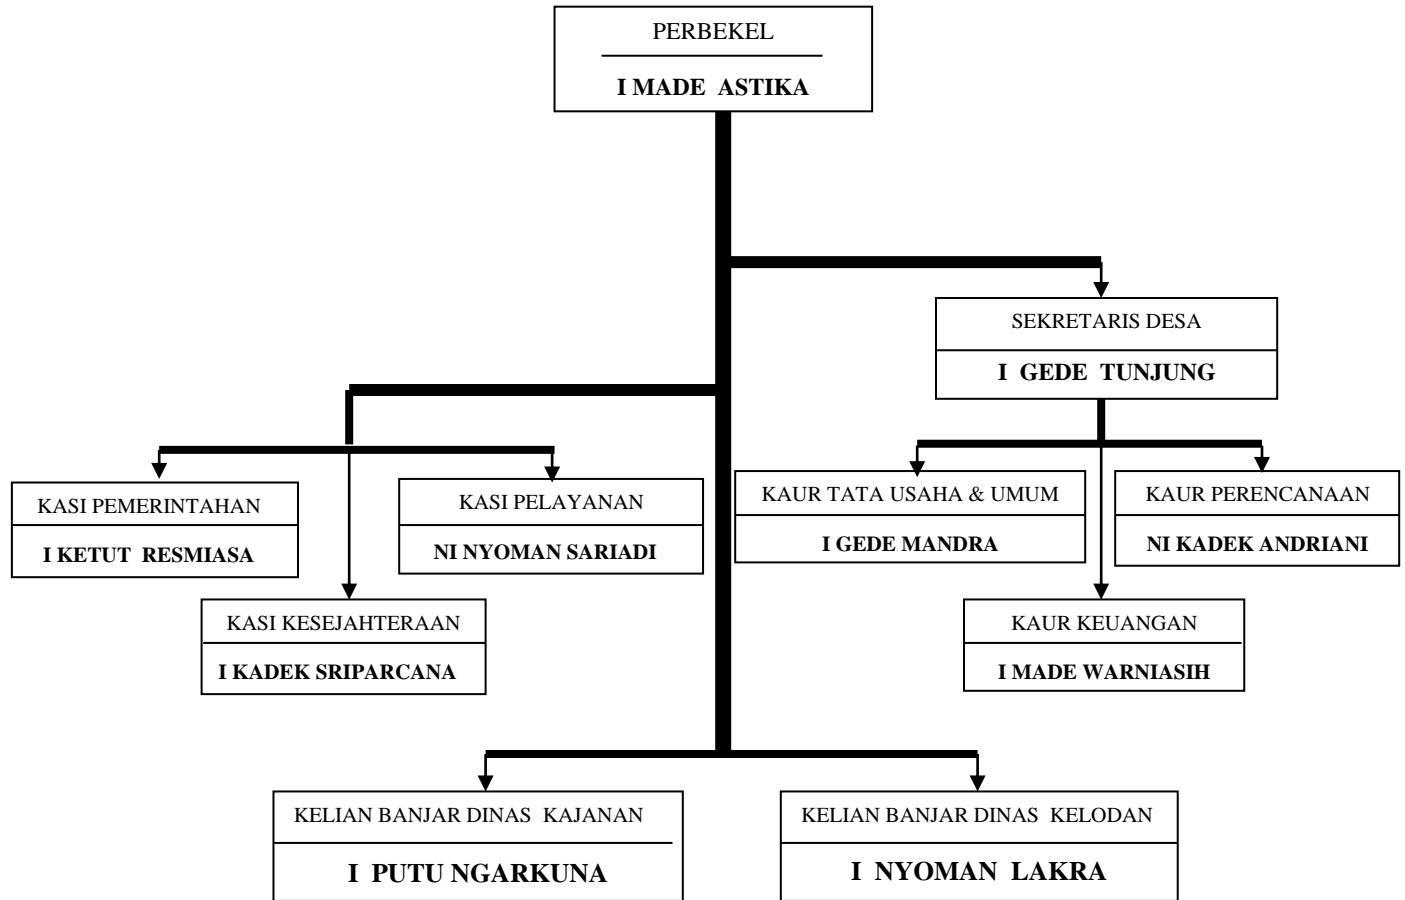 PERBEKEL
I MADE ASTIKA
SEKRETARIS DESA
I GEDE TUNJUNG
KASI PEMERINTAHAN
I KETUT RESMIASA
KASI PELAYANAN
NI NYOMAN SARIADI
KAUR TATA USAHA & UMUM
I GEDE MANDRA
KAUR PERENCANAAN
NI KADEK ANDRIANI
KASI KESEJAHTERAAN
I KADEK SRIPARCANA
KAUR KEUANGAN
I MADE WARNIASIH
KELIAN BANJAR DINAS KAJANAN
I PUTU NGARKUNA
KELIAN BANJAR DINAS KELODAN
I NYOMAN LAKRA